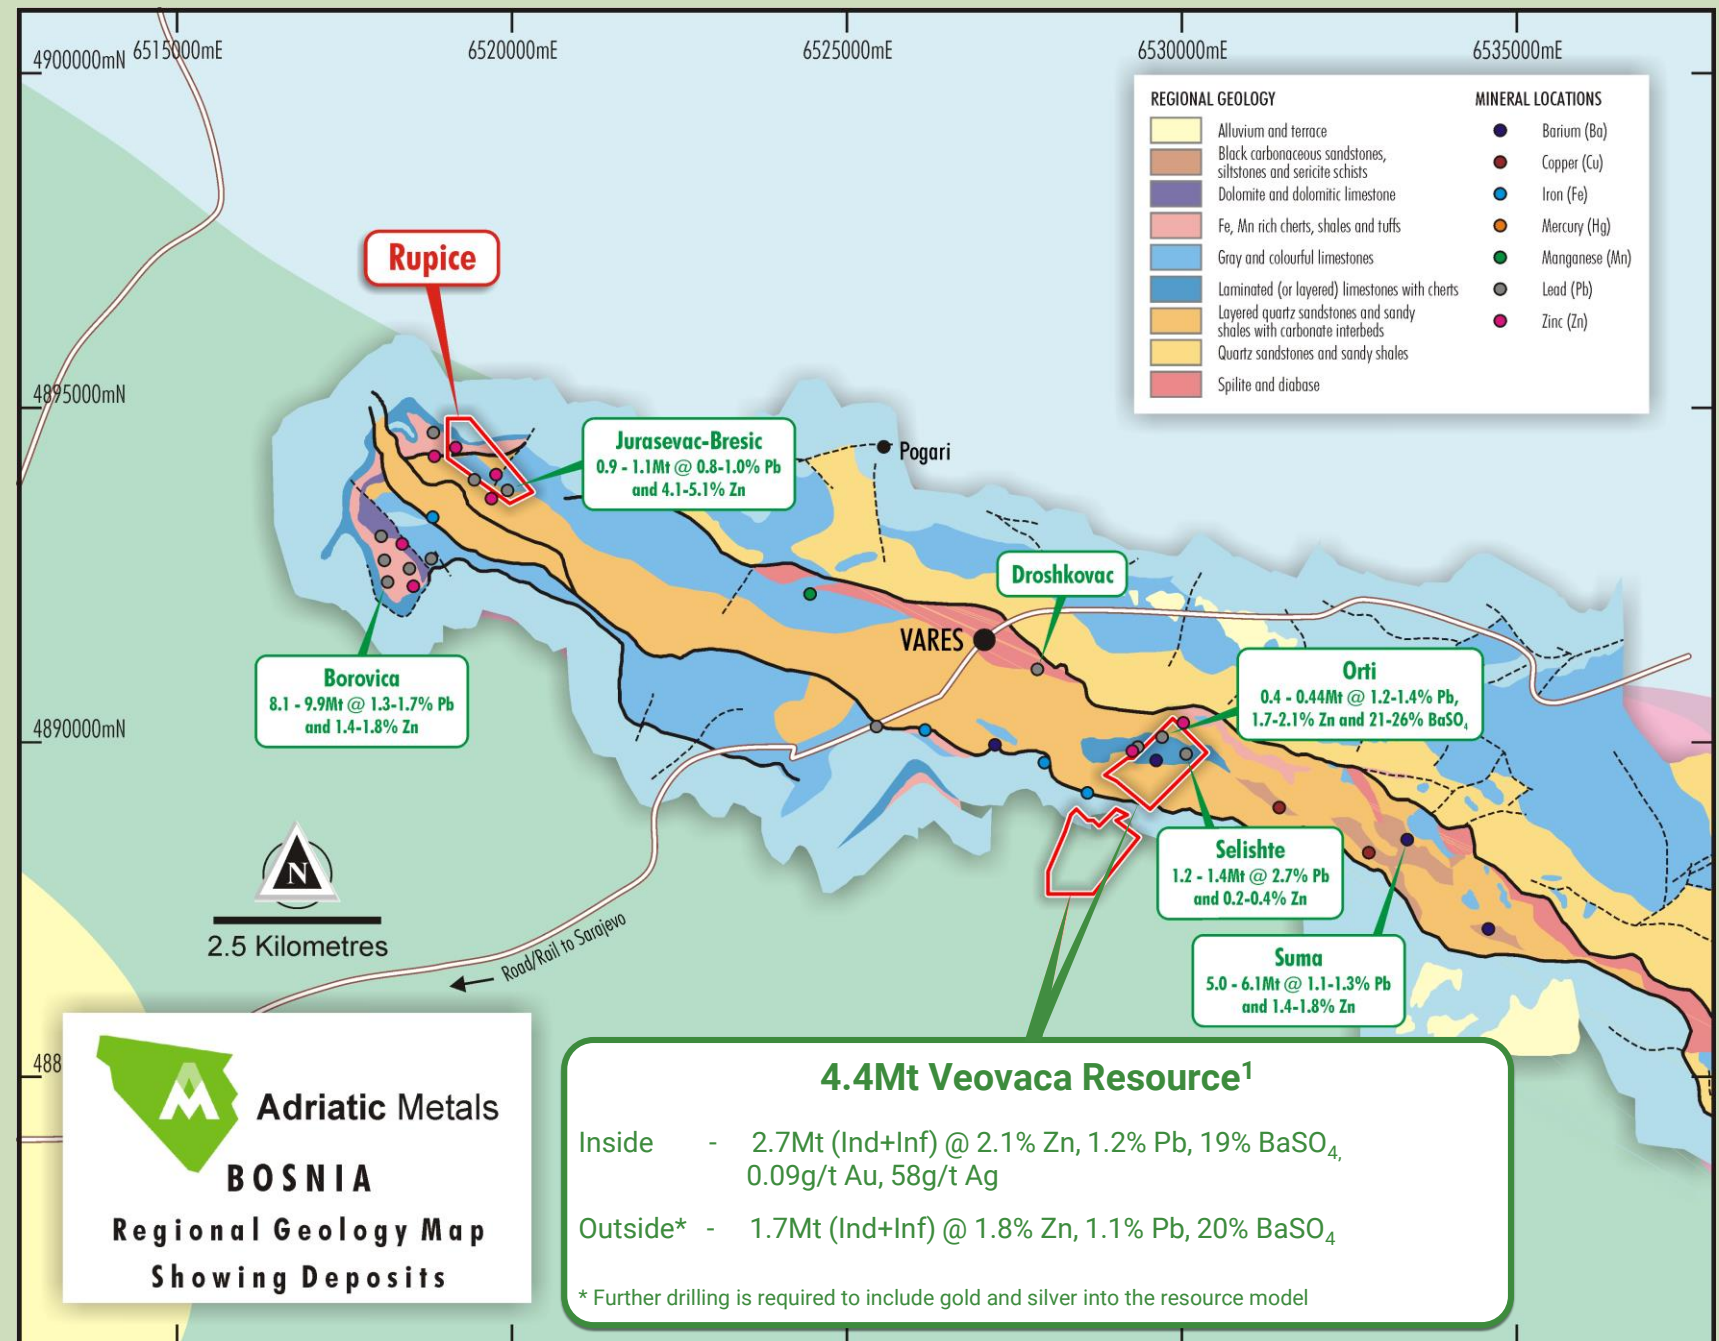 6515000mE
6520000mE
6525000mE
6530000mE
6535000mE
4900000mN
4895000mN
4890000mN
488
REGIONAL GEOLOGY
Alluvium and terrace
Black carbonaceous sandstones,
siltstones and sericite schists
Dolomite and dolomitic limestone
Fe, Mn rich cherts, shales and tuffs
Gray and colourful limestones
Laminated (or layered) limestones with cherts
Layered quartz sandstones and sandy
shales with carbonate interbeds
Quartz sandstones and sandy shales
Spilite and diabase
MINERAL LOCATIONS
Barium (Ba)
Copper (Cu)
Iron (Fe)
Mercury (Hg)
Manganese (Mn)
Lead (Pb)
Zinc (Zn)
Rupice
Jurasevac-Bresic
0.9 - 1.1Mt @ 0.8-1.0% Pb
and 4.1-5.1% Zn
Pogari
Droshkovac
VARES
Borovica
8.1 - 9.9Mt @ 1.3-1.7% Pb
and 1.4-1.8% Zn
Orti
0.4 - 0.44Mt @ 1.2-1.4% Pb,
1.7-2.1% Zn and 21-26% BaSO₄
Selishte
1.2 - 1.4Mt @ 2.7% Pb
and 0.2-0.4% Zn
Suma
5.0 - 6.1Mt @ 1.1-1.3% Pb
and 1.4-1.8% Zn
N
2.5 Kilometres
Road/Rail to Sarajevo
Adriatic Metals
BOSNIA
Regional Geology Map
Showing Deposits
4.4Mt Veovaca Resource¹
Inside - 2.7Mt (Ind+Inf) @ 2.1% Zn, 1.2% Pb, 19% BaSO₄,
0.09g/t Au, 58g/t Ag
Outside* - 1.7Mt (Ind+Inf) @ 1.8% Zn, 1.1% Pb, 20% BaSO₄
* Further drilling is required to include gold and silver into the resource model